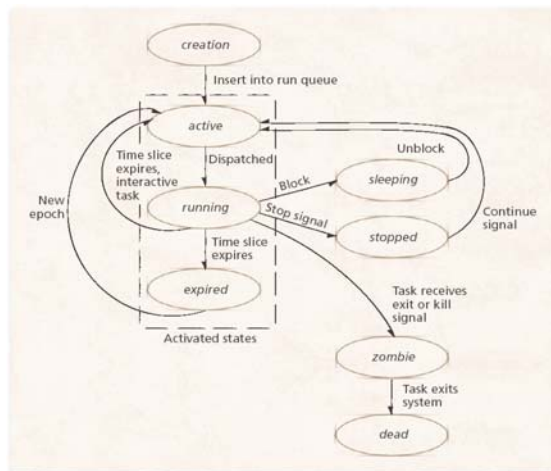 creation
Insert into run queue
active
Time slice
expires,
interactive
task
Dispatched
Unblock
New
epoch
Block
sleeping
running
Stop signal
stopped
Continue
signal
Time slice
expires
expired
Task receives
exit or kill
signal
Activated states
zombie
Task exits
system
dead